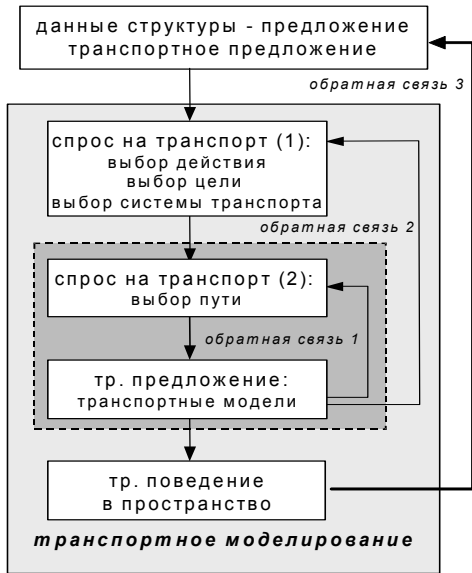 данные структуры - предложение
транспортное предложение
обратная связь 3
спрос на транспорт (1):
выбор действия
выбор цели
выбор системы транспорта
обратная связь 2
спрос на транспорт (2):
выбор пути
обратная связь 1
тр. предложение:
транспортные модели
тр. поведение
в пространство
транспортное моделирование